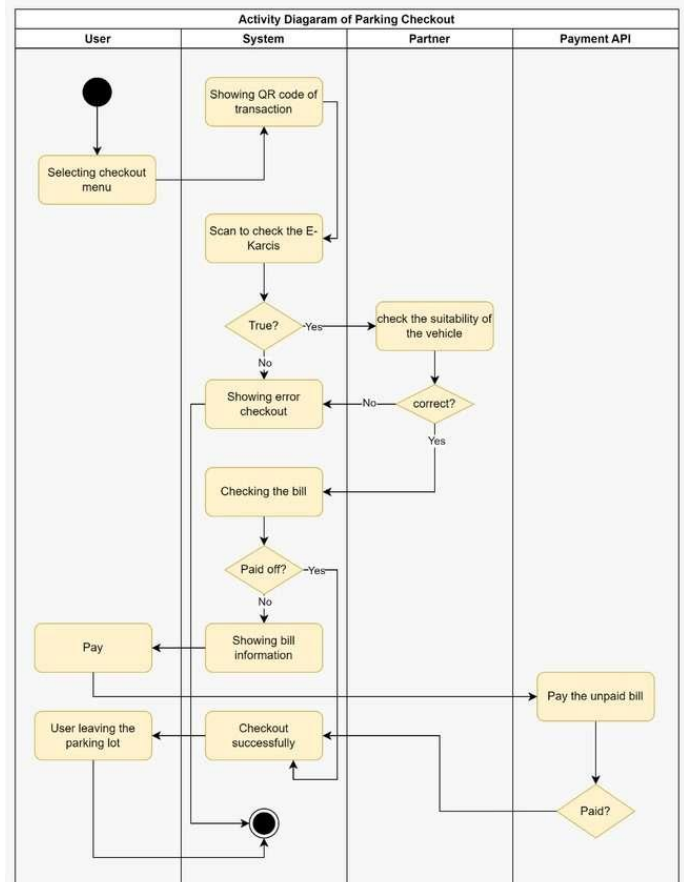 Activity Diagaram of Parking Checkout
User
System
Partner
Payment API
Showing QR code of
transaction
Selecting checkout
menu
Scan to check the E-
Karcis
True?
Yes
check the suitability of
the vehicle
No
Showing error
checkout
No
correct?
Yes
Checking the bill
Paid off?
Yes
No
Pay
Showing bill
information
Pay the unpaid bill
User leaving the
parking lot
Checkout
successfully
Paid?